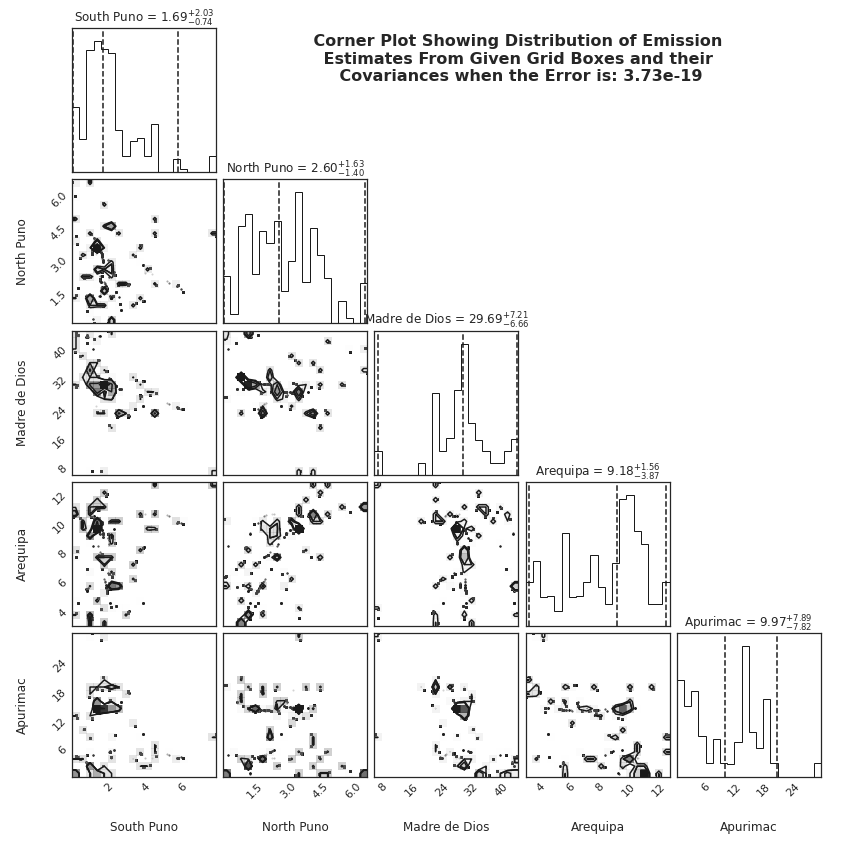 South Puno = 1.69+2.03−0.74
Corner Plot Showing Distribution of Emission
Estimates From Given Grid Boxes and their
Covariances when the Error is: 3.73e-19
North Puno = 2.60+1.63−1.40
North Puno
6.0
4.5
3.0
1.5
Madre de Dios = 29.69+7.21−6.66
Madre de Dios
40
32
24
16
8
Arequipa = 9.18+1.56−3.87
Arequipa
12
10
8
6
4
Apurimac = 9.97+7.89−7.82
Apurimac
24
18
12
6
2 4 6
1.5 3.0 4.5 6.0
8 16 24 32 40
4 6 8 10 12
6 12 18 24
South Puno
North Puno
Madre de Dios
Arequipa
Apurimac